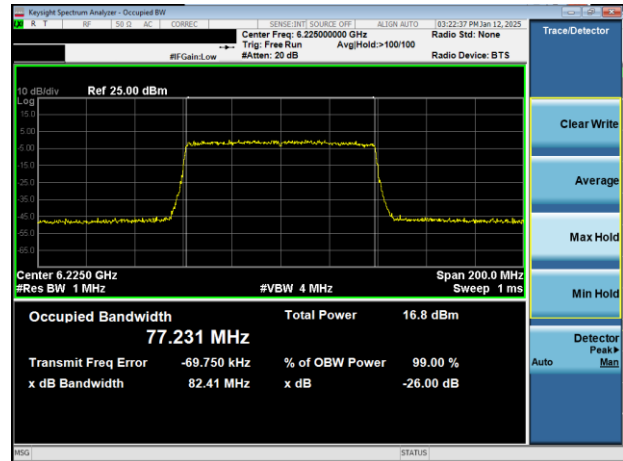 Keysight Spectrum Analyzer - Occupied BW
R T RF 50 Ω AC CORREC SENSE:INT SOURCE OFF ALIGN AUTO 03:22:37 PM Jan 12, 2025
Center Freq: 6.225000000 GHz Radio Std: None
Trig: Free Run Avg|Hold:>100/100
#IFGain:Low #Atten: 20 dB Radio Device: BTS
Trace/Detector
10 dB/div Ref 25.00 dBm
Log
15.0
5.00
-5.00
-15.0
-25.0
-35.0
-45.0
-55.0
-65.0
Center 6.2250 GHz Span 200.0 MHz
#Res BW 1 MHz #VBW 4 MHz Sweep 1 ms
Occupied Bandwidth Total Power 16.8 dBm
77.231 MHz
Transmit Freq Error -69.750 kHz % of OBW Power 99.00 %
x dB Bandwidth 82.41 MHz x dB -26.00 dB
Clear Write
Average
Max Hold
Min Hold
Detector
Peak▶
Auto Man
MSG STATUS